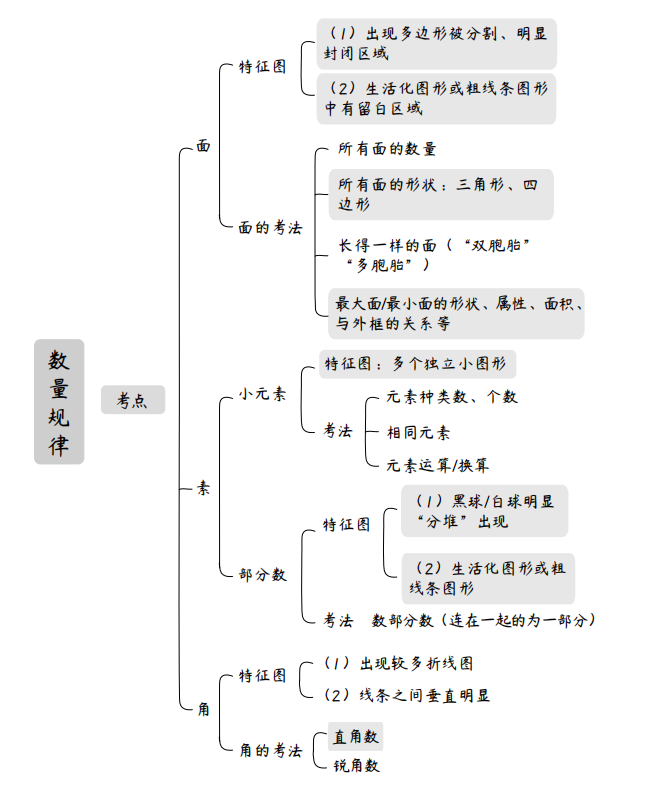 数
量
规
律
考点
面
特征图
（1）出现多边形被分割、明显
封闭区域
（2）生活化图形或粗线条图形
中有留白区域
面的考法
所有面的数量
所有面的形状：三角形、四
边形
长得一样的面（“双胞胎”
“多胞胎”）
最大面/最小面的形状、属性、面积、
与外框的关系等
素
小元素
特征图：多个独立小图形
考法
元素种类数、个数
相同元素
元素运算/换算
部分数
特征图
（1）黑球/白球明显
“分堆”出现
（2）生活化图形或粗
线条图形
考法
数部分数（连在一起的为一部分）
角
特征图
（1）出现较多折线图
（2）线条之间垂直明显
角的考法
直角数
锐角数